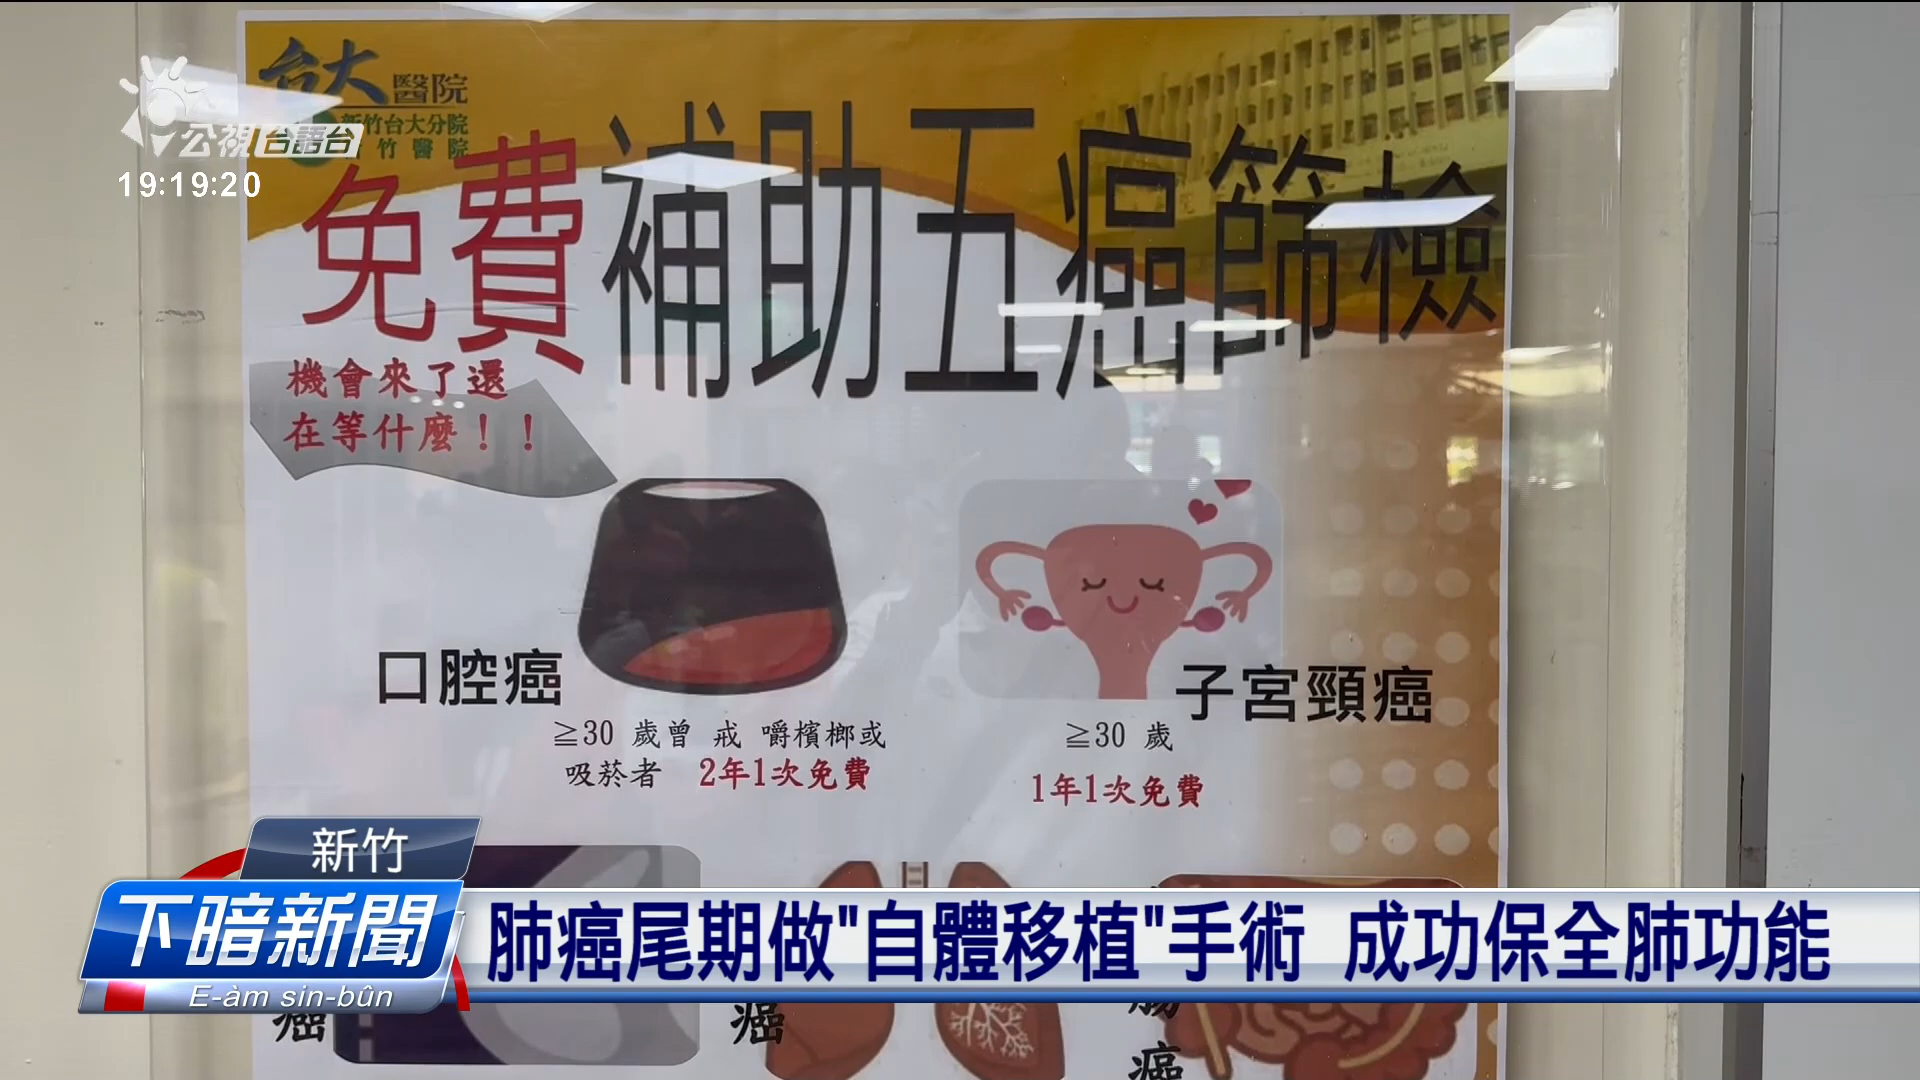 台大醫院
新竹台大分院
新竹醫院
公視台語台
19:19:20
免費補助五癌篩檢
機會來了還
在等什麼！！
口腔癌
≧30 歲曾 戒 嚼檳榔或
吸菸者 2年1次免費
子宮頸癌
≧30 歲
1年1次免費
新竹
下暗新聞
E-àm sin-bûn
肺癌尾期做"自體移植"手術 成功保全肺功能
癌
癌
腸
癌